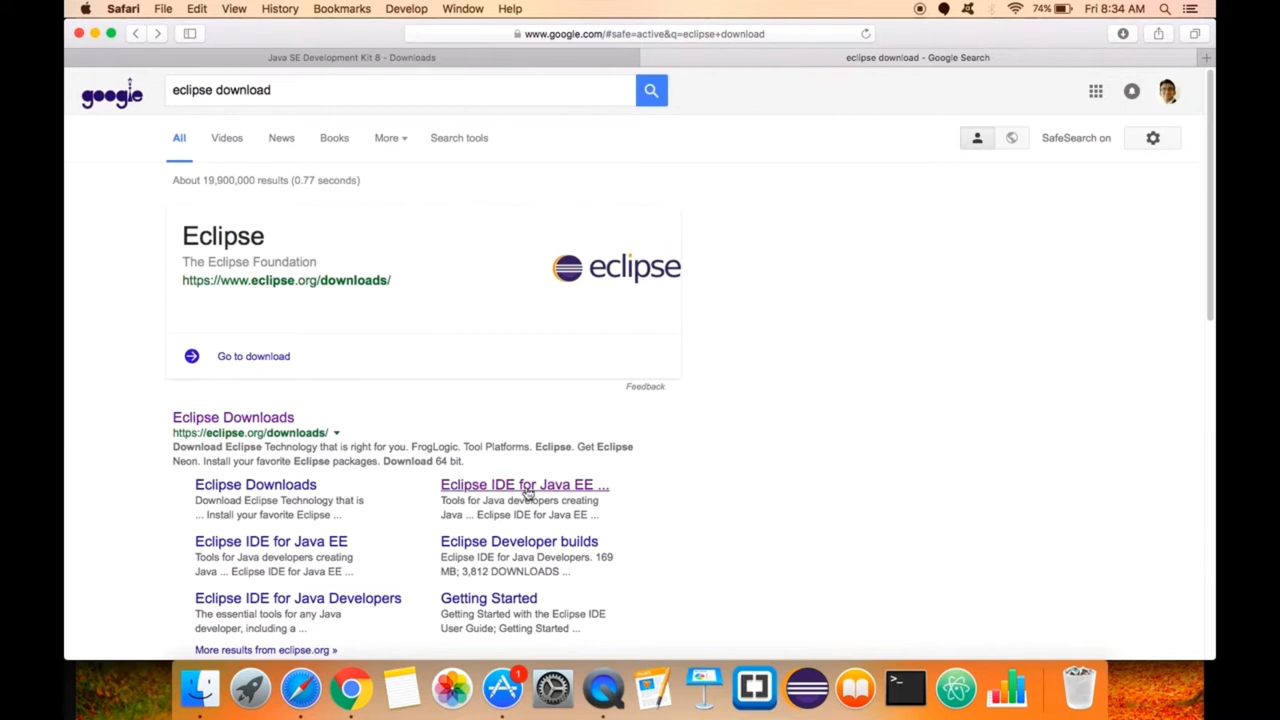 Safari File Edit View History Bookmarks Develop Window Help 74% Fri 8:34 AM
www.google.com/#safe=active&q=eclipse+download
Java SE Development Kit 8 - Downloads eclipse download - Google Search
google eclipse download
All Videos News Books More Search tools SafeSearch on
About 19,900,000 results (0.77 seconds)
Eclipse
The Eclipse Foundation
https://www.eclipse.org/downloads/
eclipse
Go to download
Feedback
Eclipse Downloads
https://eclipse.org/downloads/
Download Eclipse Technology that is right for you. FrogLogic. Tool Platforms. Eclipse. Get Eclipse
Neon. Install your favorite Eclipse packages. Download 64 bit.
Eclipse Downloads
Download Eclipse Technology that is
... Install your favorite Eclipse ...
Eclipse IDE for Java EE ...
Tools for Java developers creating
Java ... Eclipse IDE for Java EE ...
Eclipse IDE for Java EE
Tools for Java developers creating
Java ... Eclipse IDE for Java EE ...
Eclipse Developer builds
Eclipse IDE for Java Developers. 169
MB; 3,812 DOWNLOADS ...
Eclipse IDE for Java Developers
The essential tools for any Java
developer, including a ...
Getting Started
Getting Started with the Eclipse IDE
User Guide; Getting Started ...
More results from eclipse.org »
1